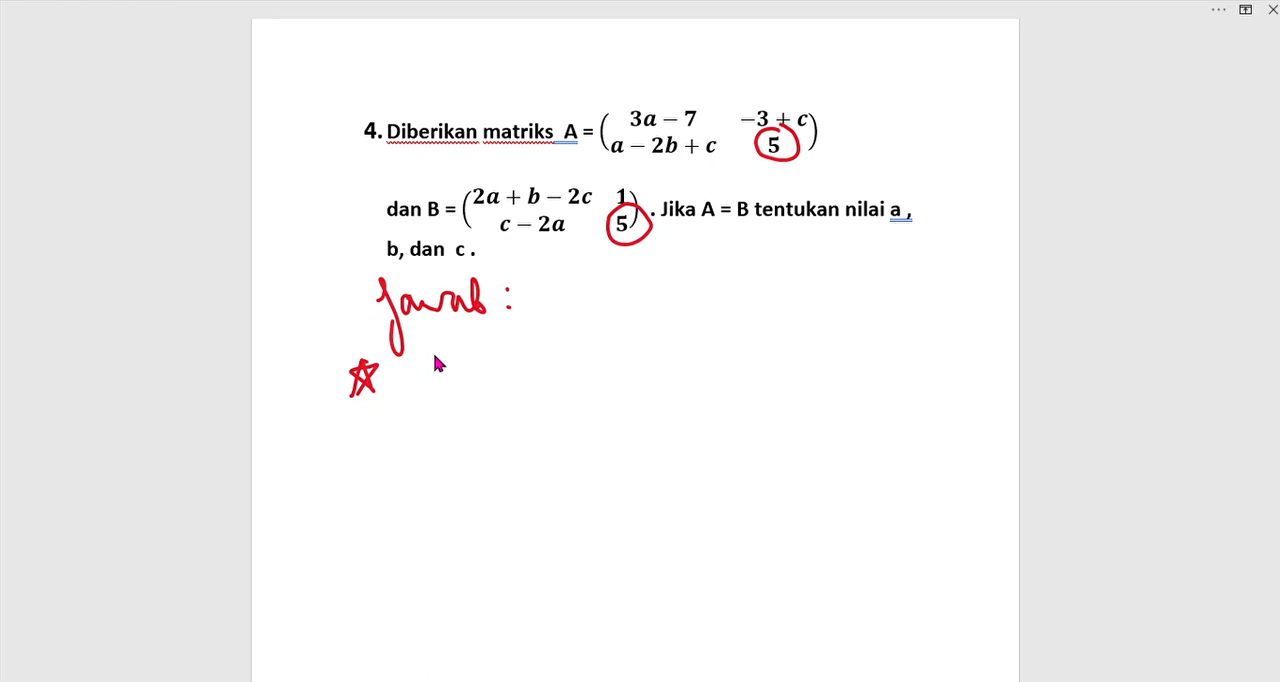 4. Diberikan matriks A = ( 3a − 7 −3 + c
a − 2b + c 5 )
dan B = ( 2a + b − 2c 1
c − 2a 5 ) . Jika A = B tentukan nilai a ,
b, dan c .
Jawab :